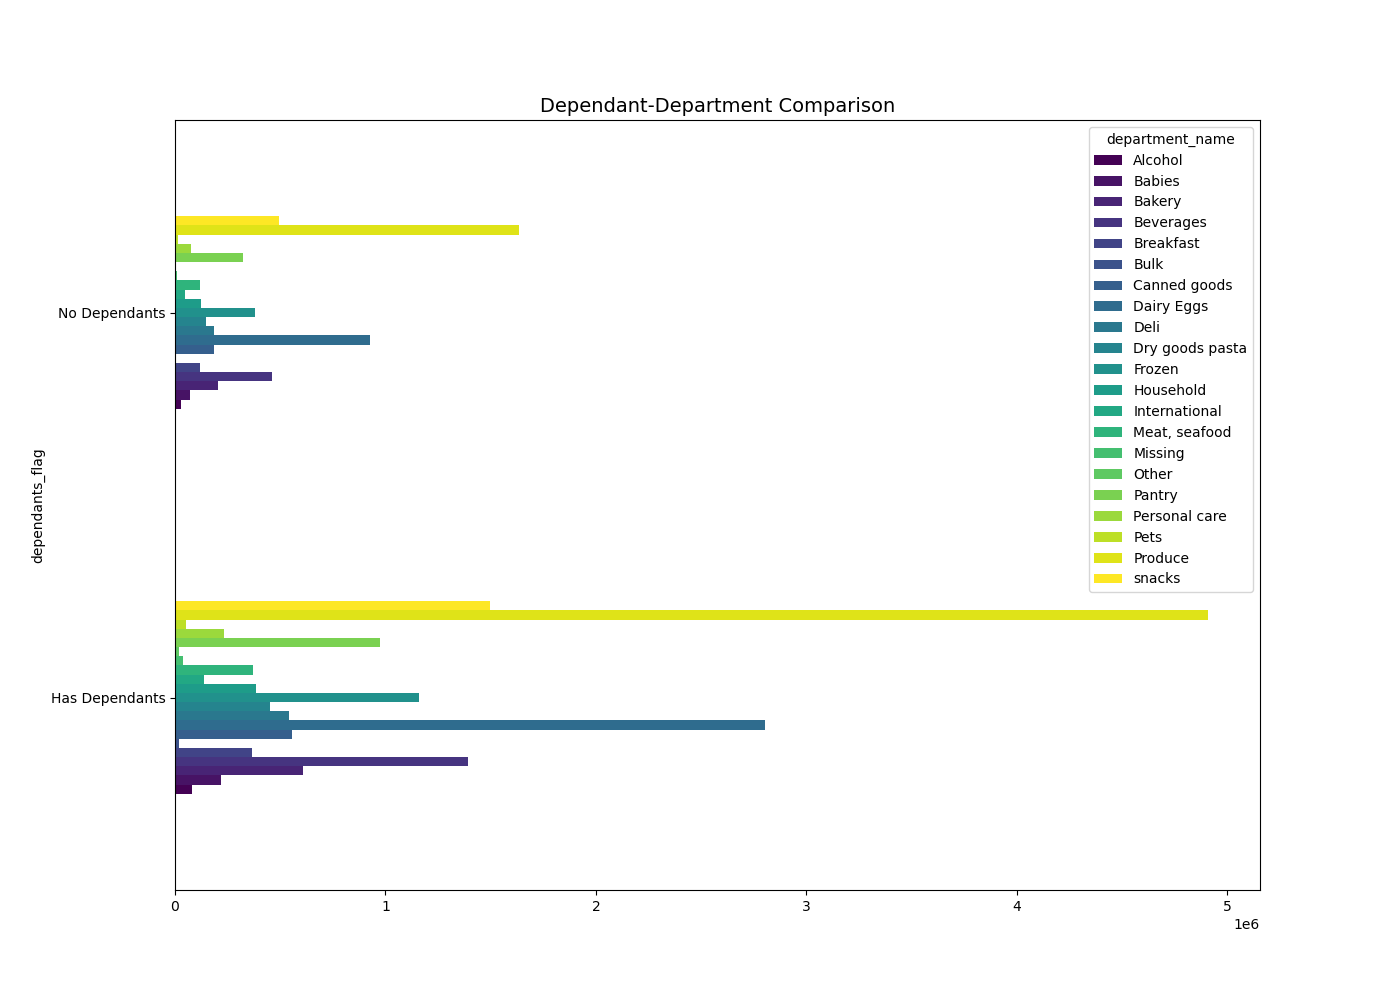 Dependant-Department Comparison
department_name
Alcohol
Babies
Bakery
Beverages
Breakfast
Bulk
Canned goods
Dairy Eggs
Deli
Dry goods pasta
Frozen
Household
International
Meat, seafood
Missing
Other
Pantry
Personal care
Pets
Produce
snacks
No Dependants
dependants_flag
Has Dependants
0 1 2 3 4 5
1e6